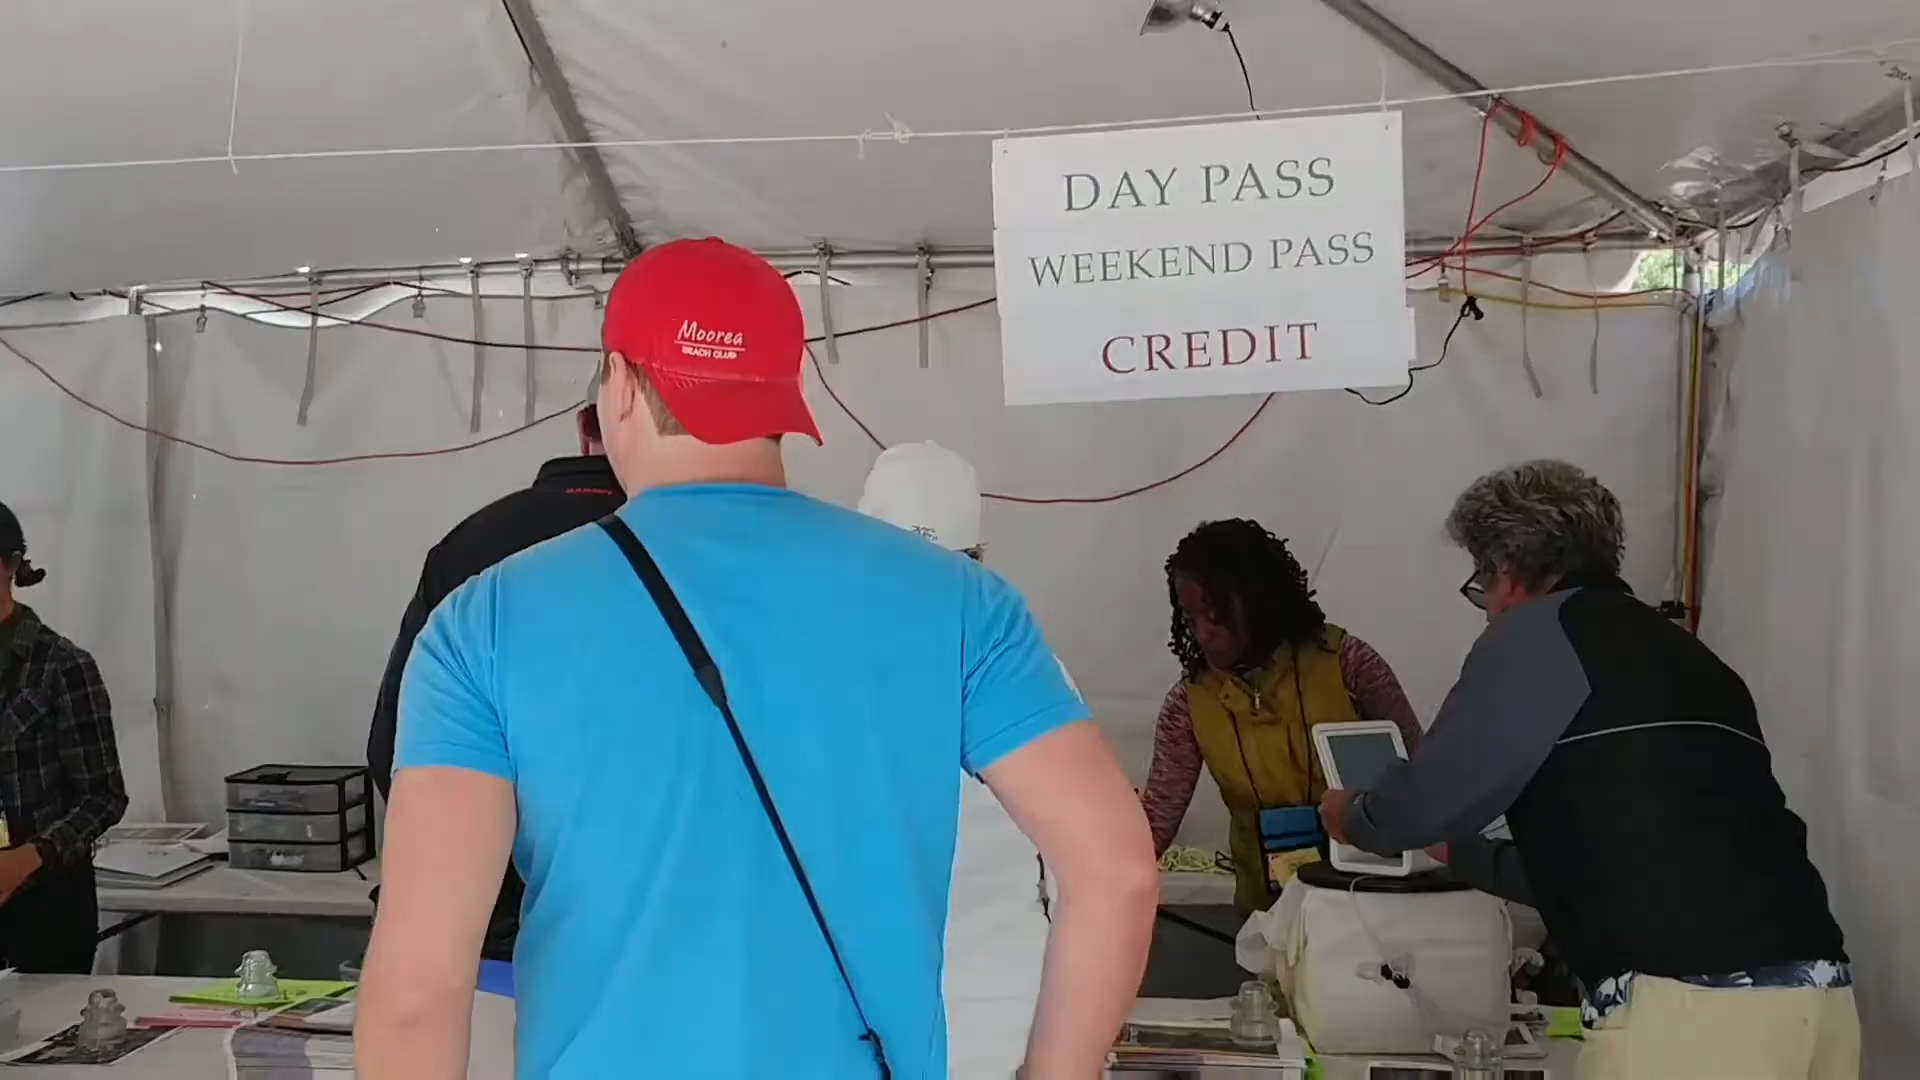 DAY PASS
WEEKEND PASS
CREDIT
Moorea
BEACH CLUB